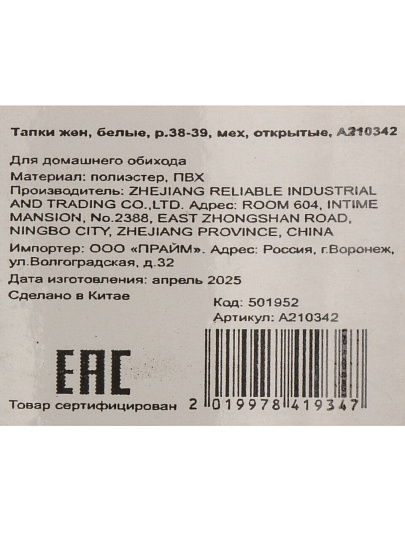 Тапки жен, белые, р.38-39, мех, открытые, А210342
Для домашнего обихода
Материал: полиэстер, ПВХ
Производитель: ZHEJIANG RELIABLE INDUSTRIAL
AND TRADING CO.,LTD. Адрес: ROOM 604, INTIME
MANSION, No.2388, EAST ZHONGSHAN ROAD,
NINGBO CITY, ZHEJIANG PROVINCE, CHINA
Импортер: ООО «ПРАЙМ». Адрес: Россия, г.Воронеж,
ул.Волгоградская, д.32
Дата изготовления: апрель 2025
Сделано в Китае
Код: 501952
Артикул: А210342
ЕАС
Товар сертифицирован
2 019978 419347